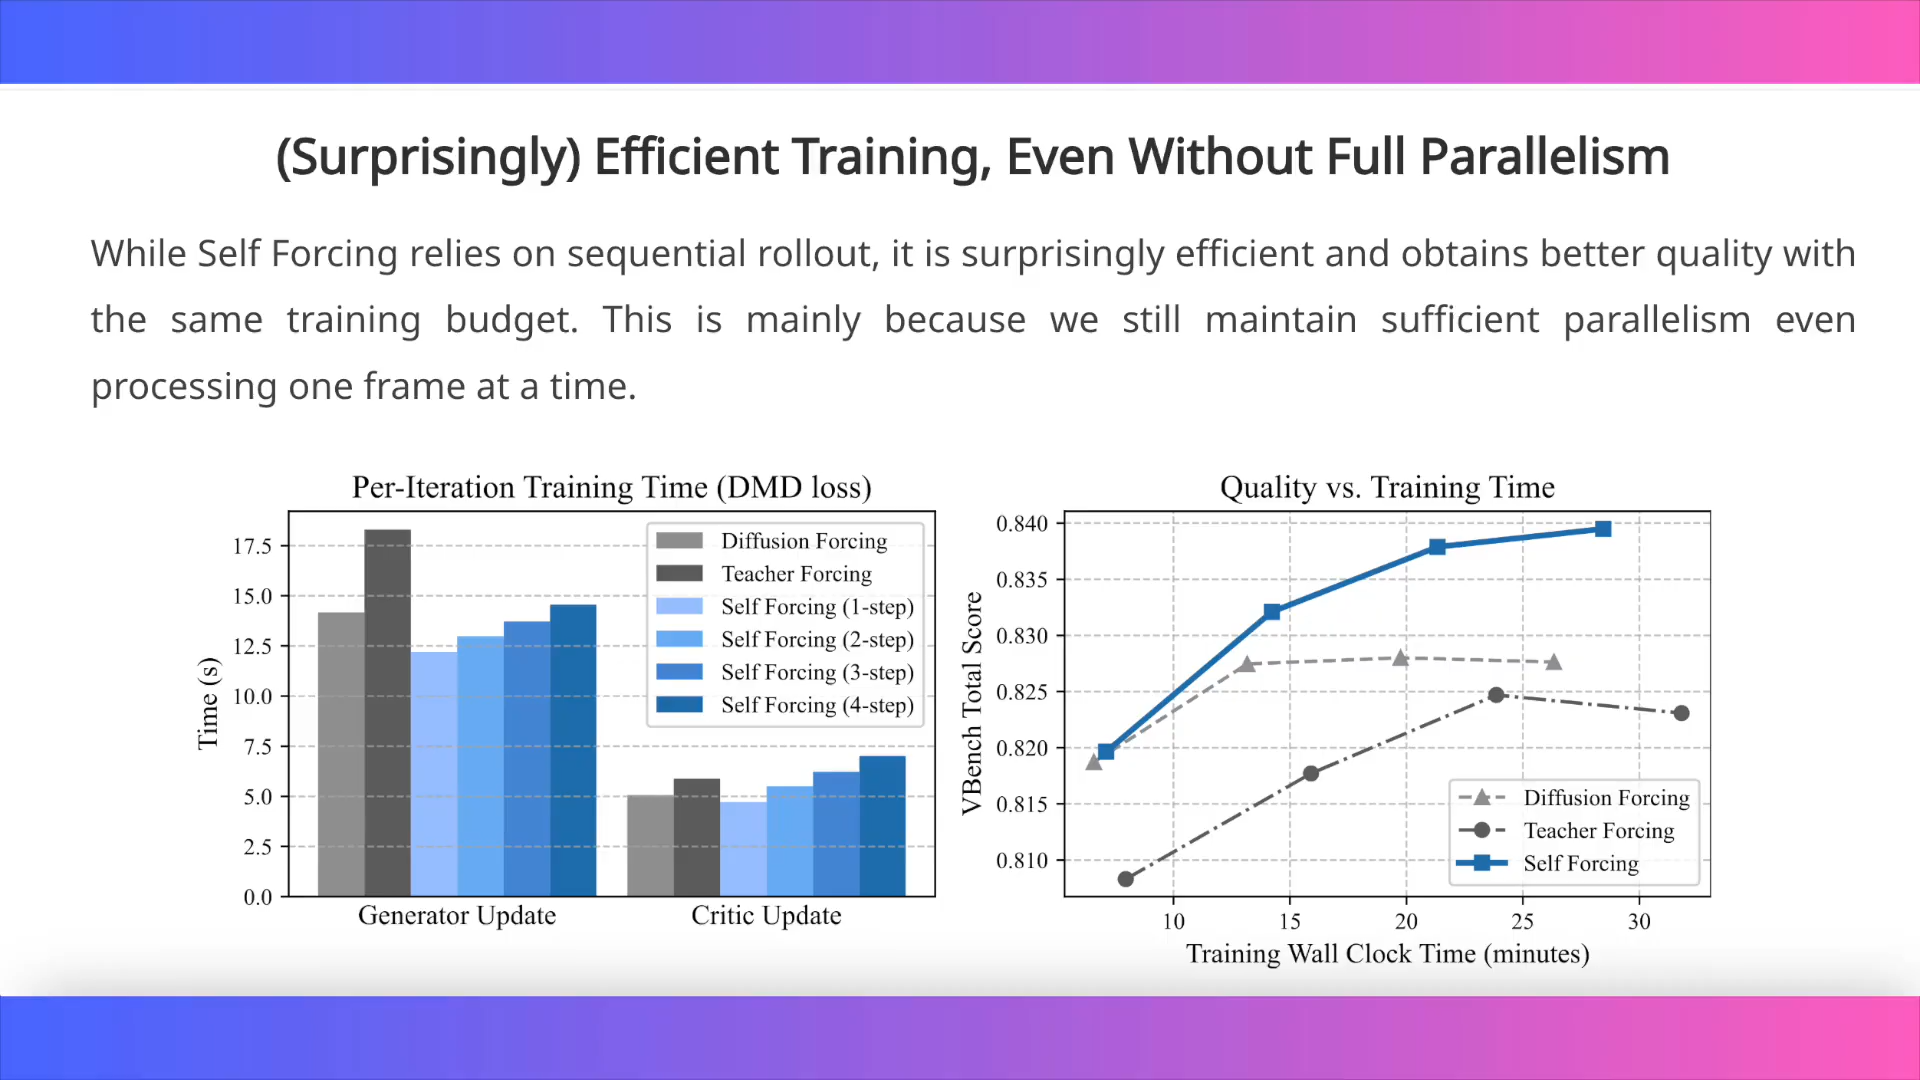 (Surprisingly) Efficient Training, Even Without Full Parallelism
While Self Forcing relies on sequential rollout, it is surprisingly efficient and obtains better quality with
the same training budget. This is mainly because we still maintain sufficient parallelism even
processing one frame at a time.
Per-Iteration Training Time (DMD loss)
Time (s)
17.5
15.0
12.5
10.0
7.5
5.0
2.5
0.0
Diffusion Forcing
Teacher Forcing
Self Forcing (1-step)
Self Forcing (2-step)
Self Forcing (3-step)
Self Forcing (4-step)
Generator Update
Critic Update
Quality vs. Training Time
VBench Total Score
0.840
0.835
0.830
0.825
0.820
0.815
0.810
Diffusion Forcing
Teacher Forcing
Self Forcing
10
15
20
25
30
Training Wall Clock Time (minutes)